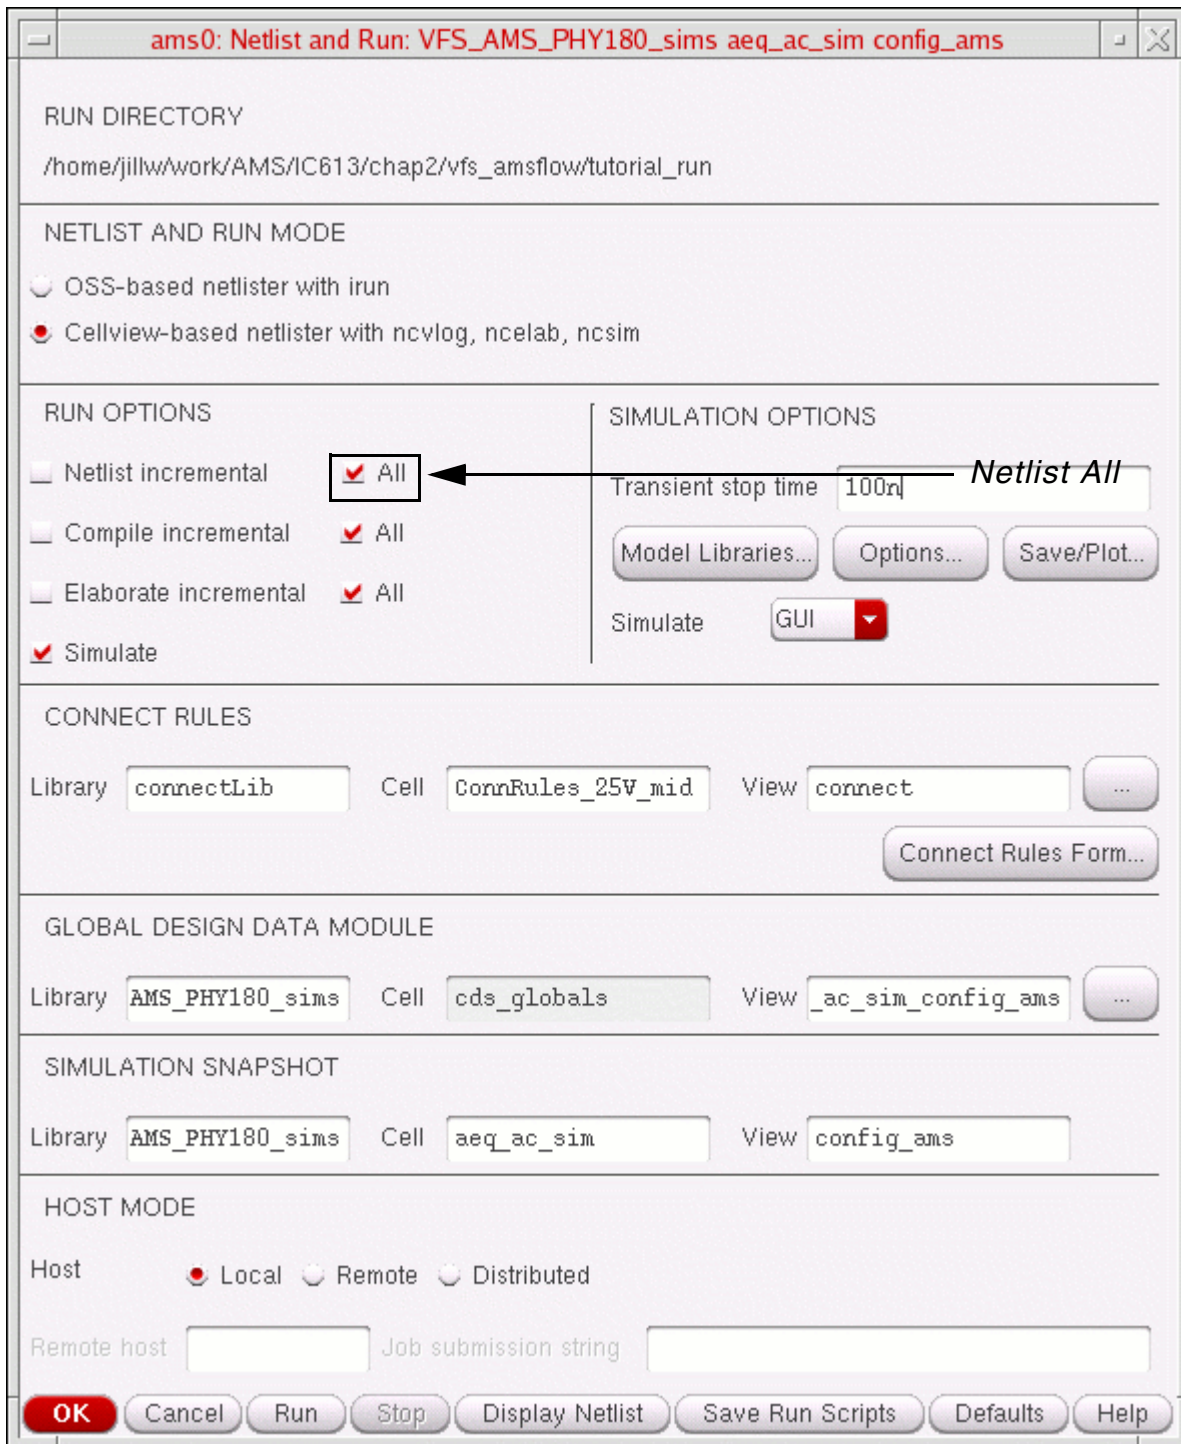 ams0: Netlist and Run: VFS_AMS_PHY180_sims aeq_ac_sim config_ams
RUN DIRECTORY
/home/jillw/work/AMS/IC613/chap2/vfs_amsflow/tutorial_run
NETLIST AND RUN MODE
OSS-based netlister with irun
Cellview-based netlister with ncvlog, ncelab, ncsim
RUN OPTIONS
Netlist incremental All
Compile incremental All
Elaborate incremental All
Simulate
SIMULATION OPTIONS
Netlist All
Transient stop time 100n
Model Libraries... Options... Save/Plot...
Simulate GUI
CONNECT RULES
Library connectLib Cell ConnRules_25V_mid View connect ...
Connect Rules Form...
GLOBAL DESIGN DATA MODULE
Library AMS_PHY180_sims Cell cds_globals View _ac_sim_config_ams ...
SIMULATION SNAPSHOT
Library AMS_PHY180_sims Cell aeq_ac_sim View config_ams
HOST MODE
Host Local Remote Distributed
Remote host Job submission string
OK Cancel Run Stop Display Netlist Save Run Scripts Defaults Help